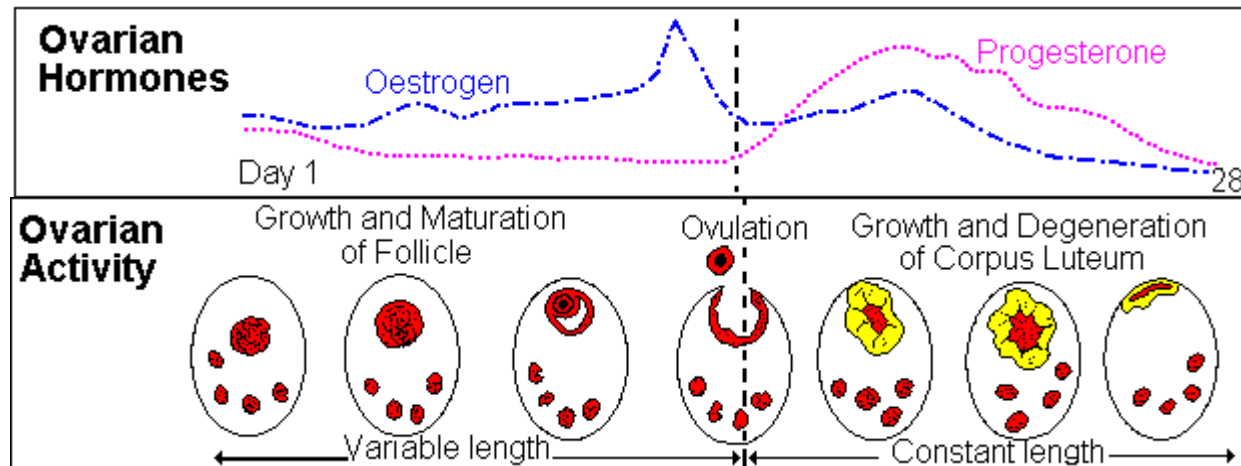 Ovarian
Hormones
Oestrogen
Progesterone
Day 1
28
Ovarian
Activity
Growth and Maturation
of Follicle
Ovulation
Growth and Degeneration
of Corpus Luteum
Variable length
Constant length